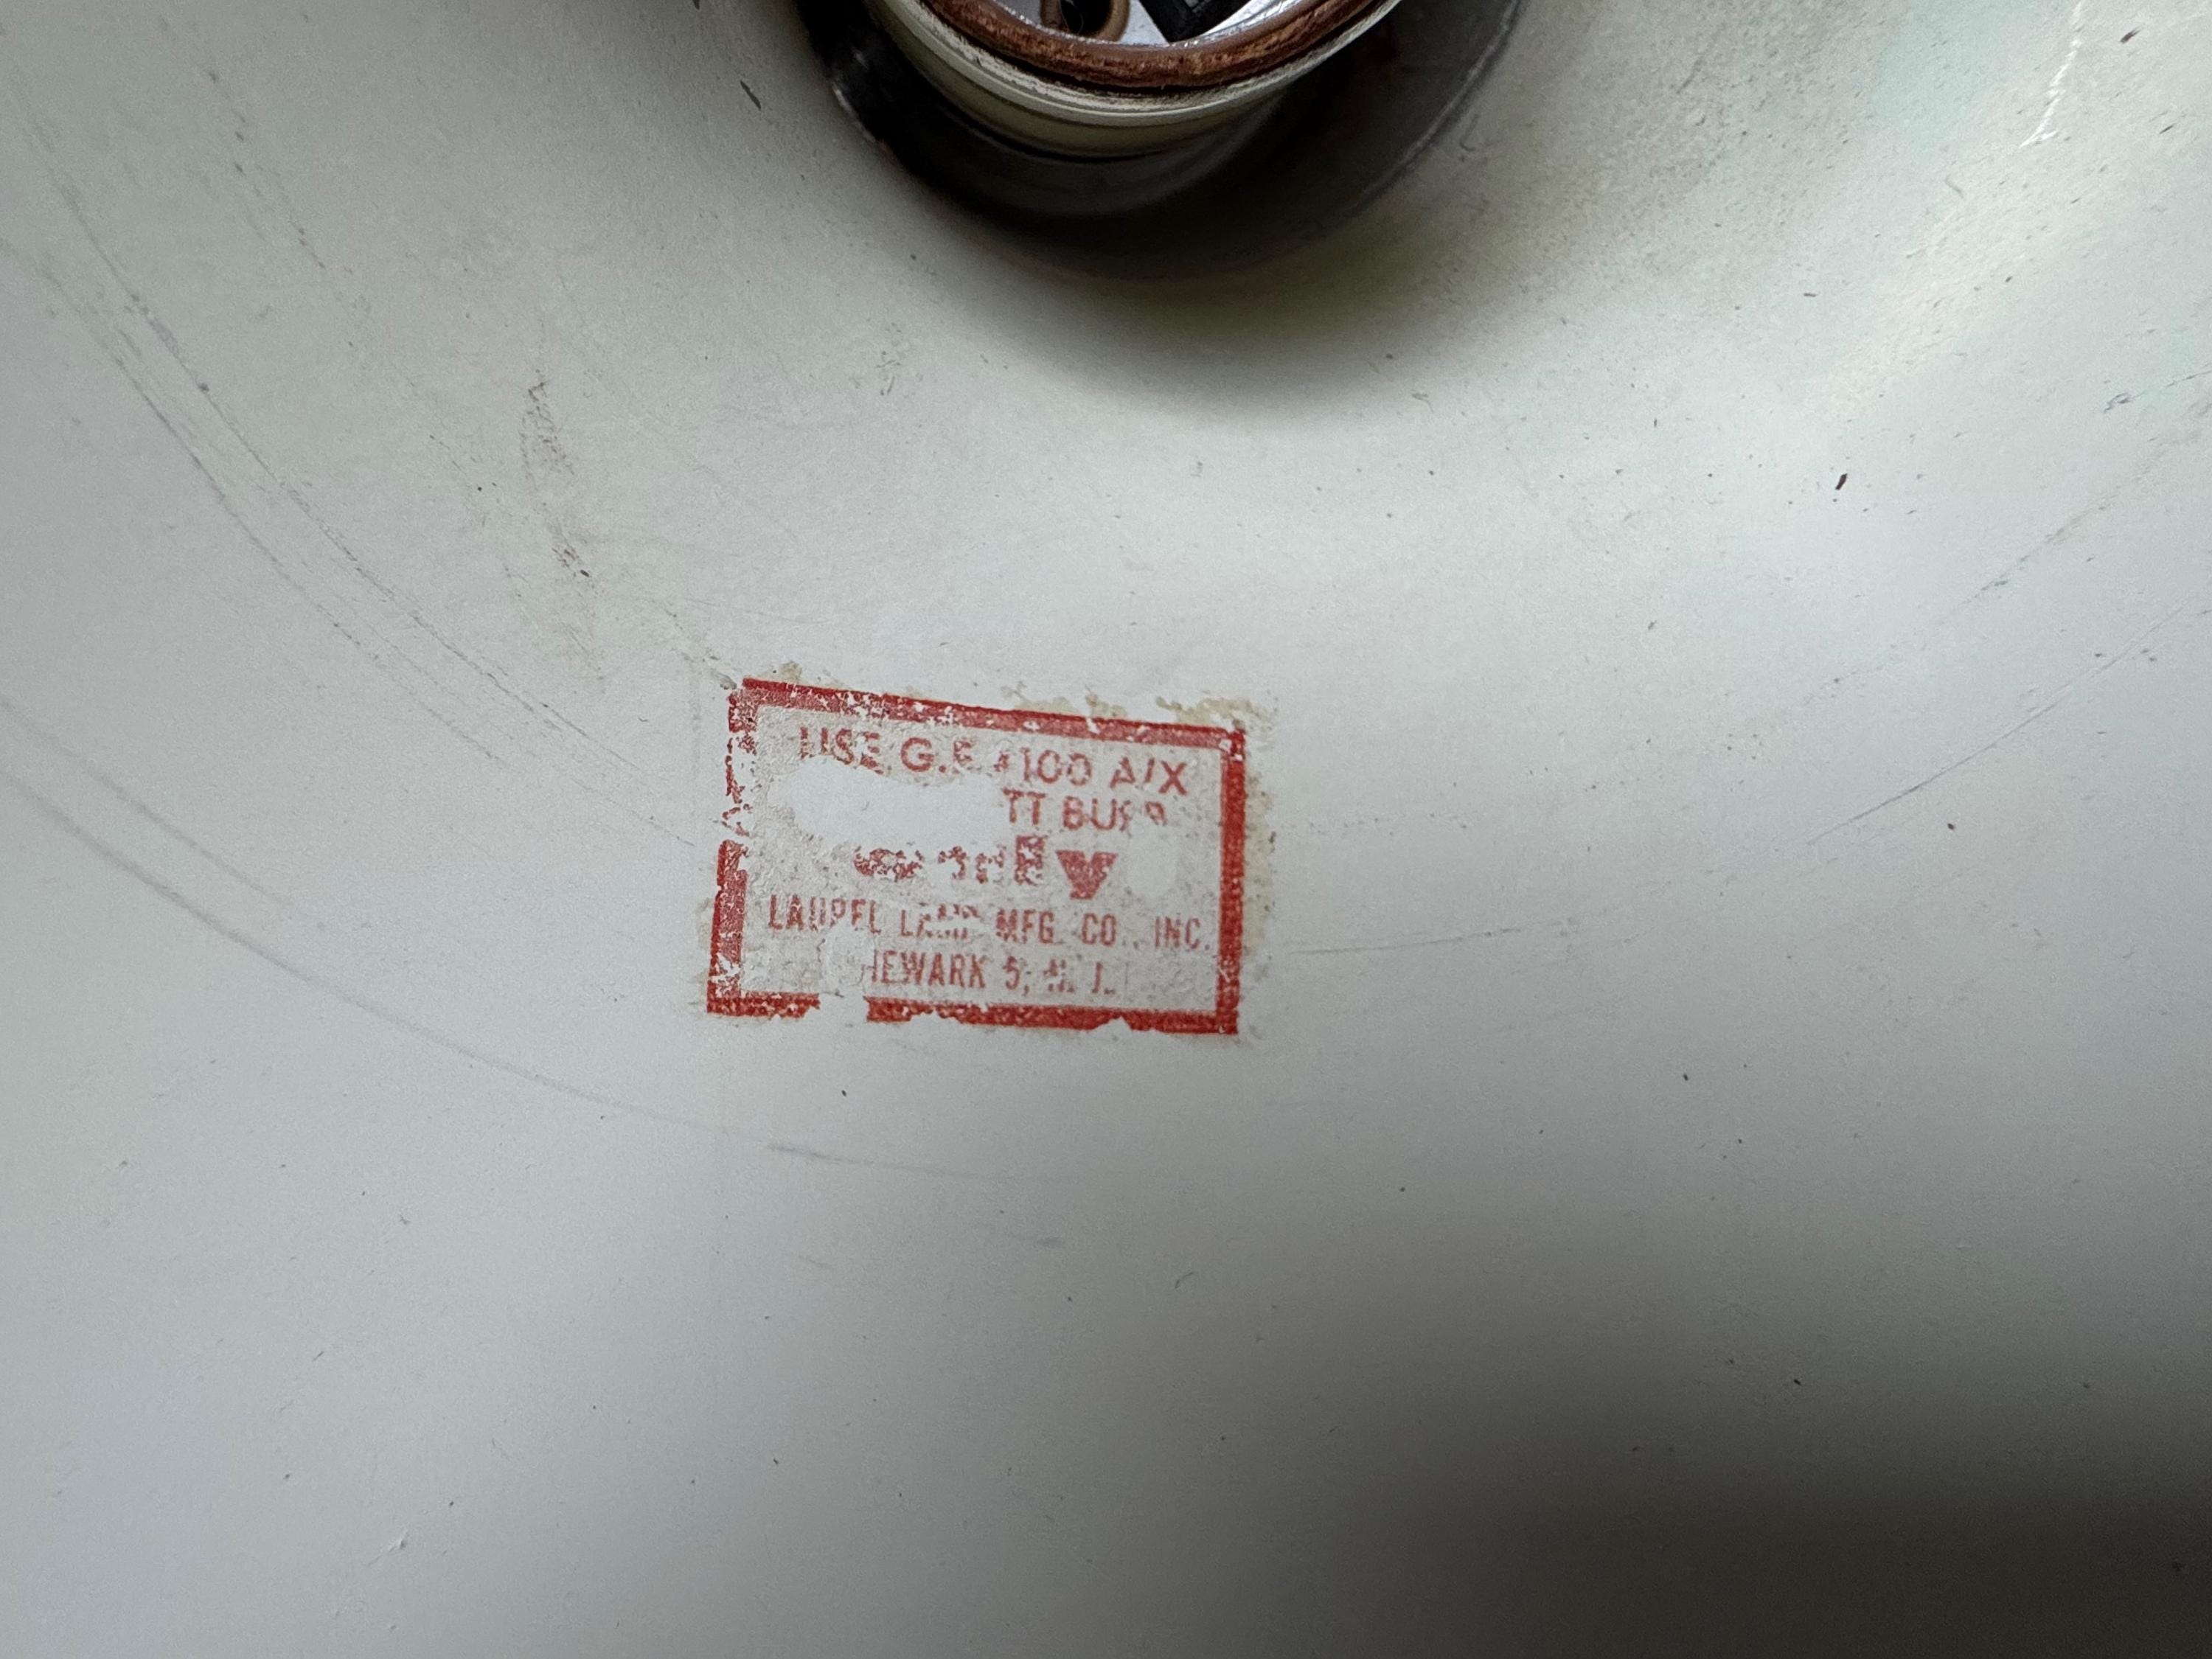 USE G.E. 100 A/X
TT BULB
LAUREL LAMP MFG. CO., INC.
NEWARK 5, N. J.